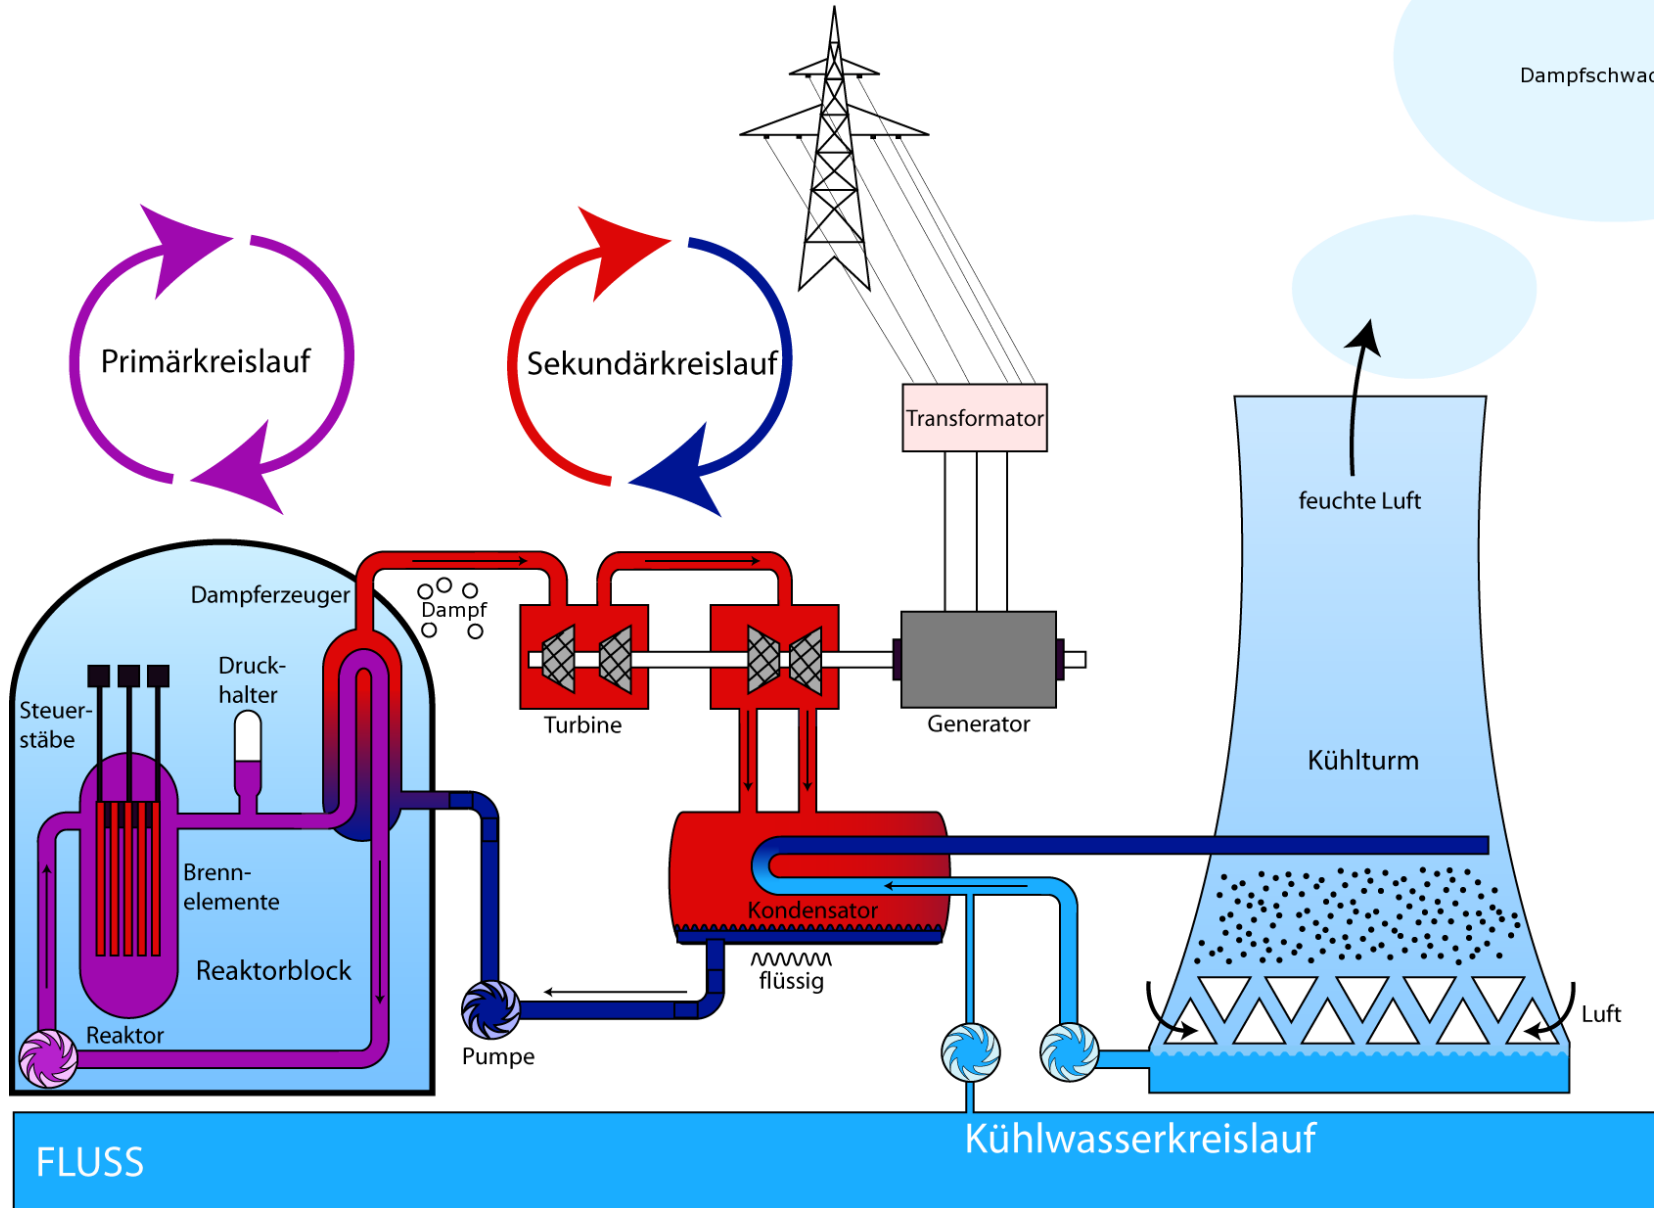 Dampfschwad
Primärkreislauf
Sekundärkreislauf
Transformator
feuchte Luft
Dampferzeuger
Dampf
Druck-
halter
Steuer-
stäbe
Turbine
Generator
Kühlturm
Brenn-
elemente
Kondensator
Reaktorblock
flüssig
Luft
Reaktor
Pumpe
Kühlwasserkreislauf
FLUSS